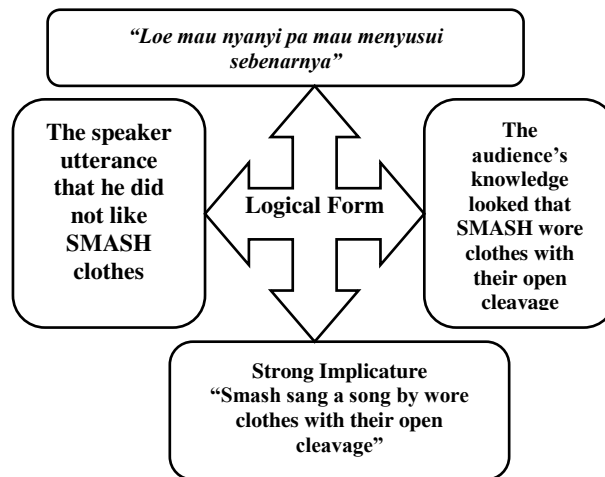 “Loe mau nyanyi pa mau menyusui
sebenarnya”
The speaker
utterance
that he did
not like
SMASH
clothes
Logical Form
The
audience’s
knowledge
looked that
SMASH wore
clothes with
their open
cleavage
Strong Implicature
“Smash sang a song by wore
clothes with their open
cleavage”